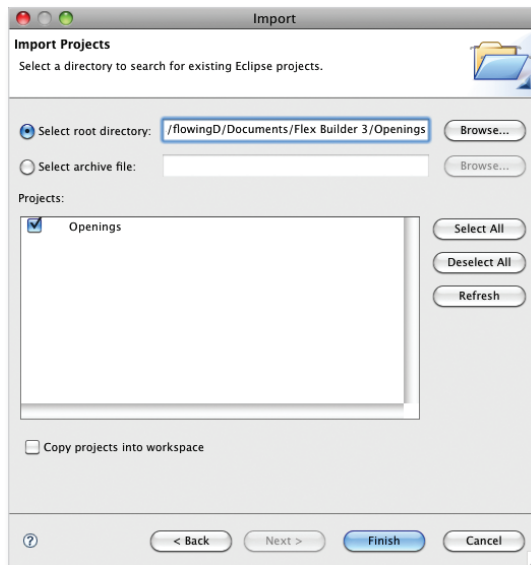 Import
Import Projects
Select a directory to search for existing Eclipse projects.
Select root directory: /flowingD/Documents/Flex Builder 3/Openings Browse...
Select archive file: Browse...
Projects:
Openings
Select All
Deselect All
Refresh
Copy projects into workspace
? < Back Next > Finish Cancel